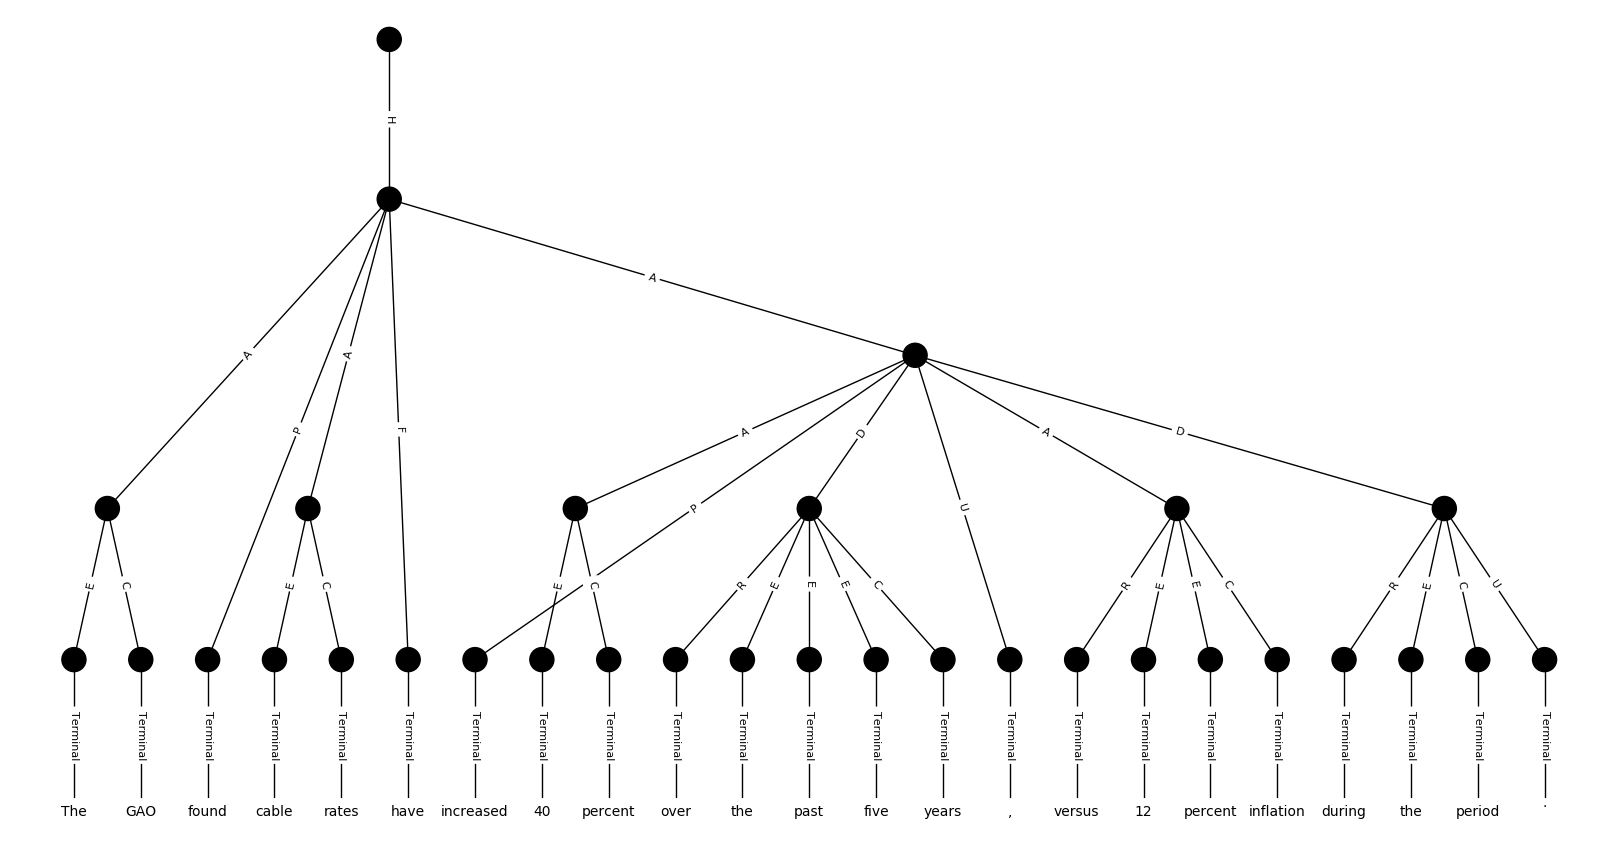 H
A
A
A
P
F
A
D
A
D
P
U
E
C
E
C
E
C
R
E
E
E
C
R
E
E
C
R
E
C
U
Terminal Terminal Terminal Terminal Terminal Terminal Terminal Terminal Terminal Terminal Terminal Terminal Terminal Terminal Terminal Terminal Terminal Terminal Terminal Terminal Terminal Terminal Terminal
The GAO found cable rates have increased 40 percent over the past five years , versus 12 percent inflation during the period .